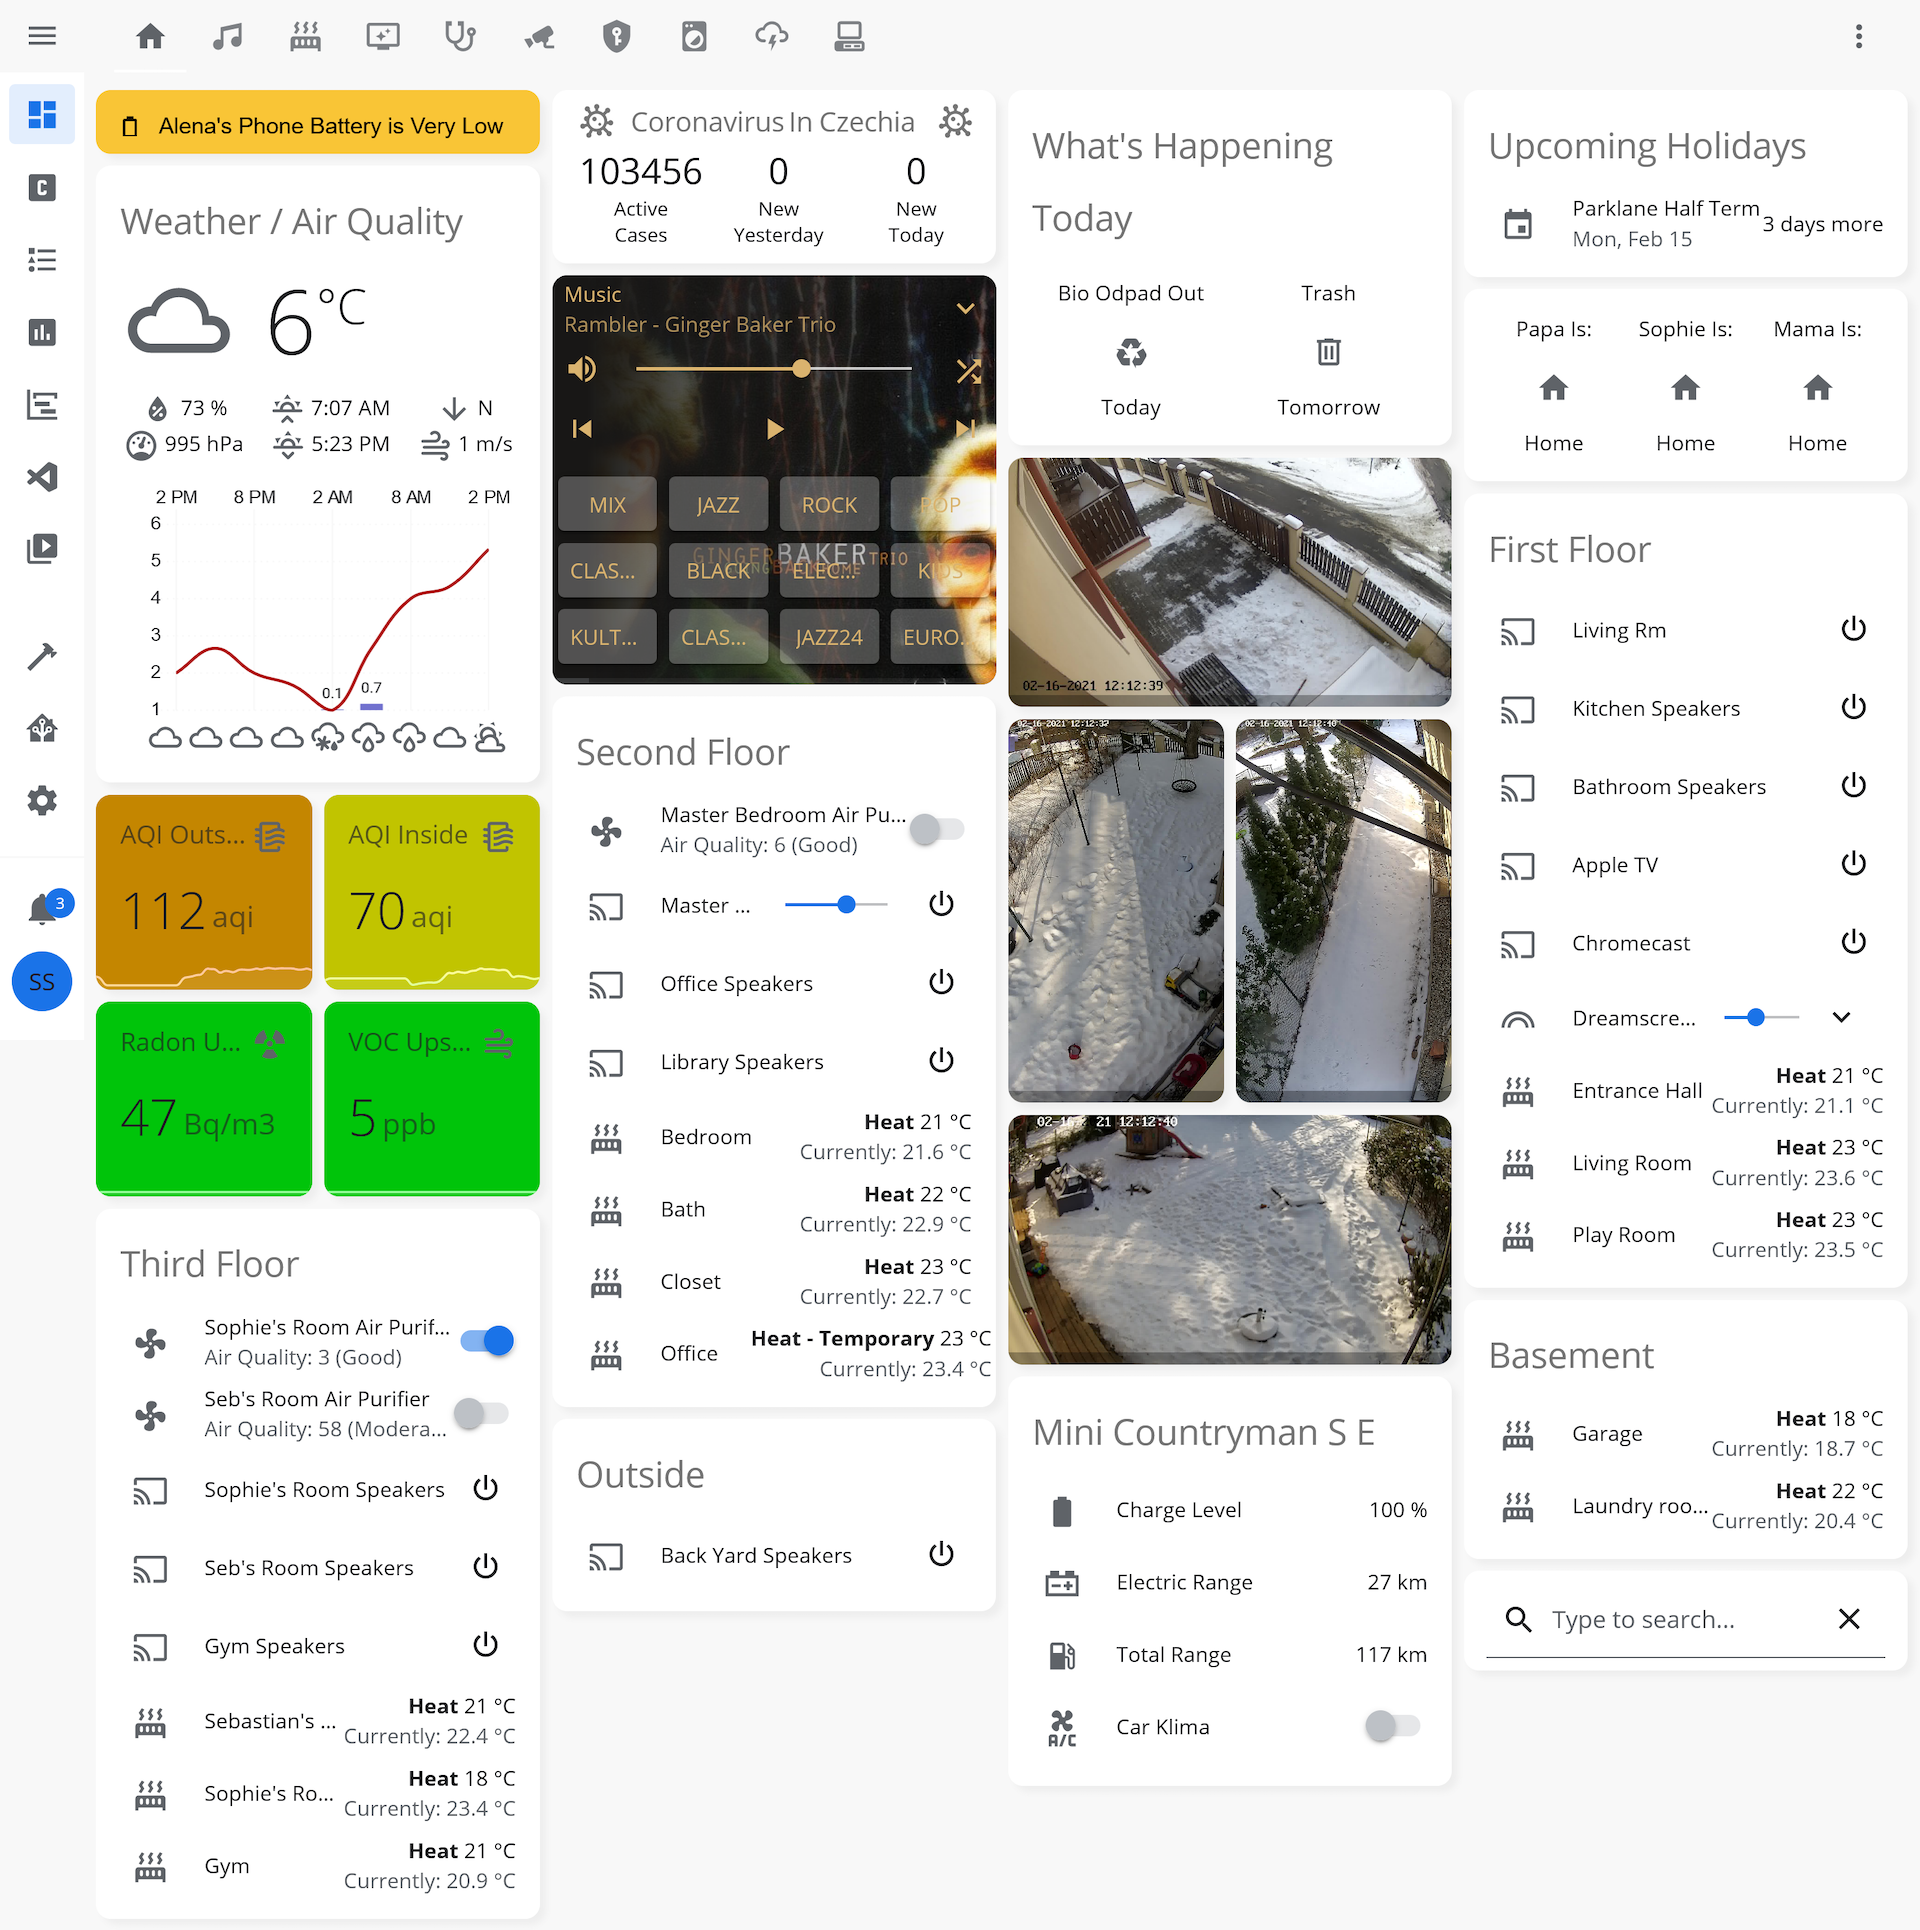 3
SS
Alena's Phone Battery is Very Low
Weather / Air Quality
6 °C
73 %
7:07 AM
N
995 hPa
5:23 PM
1 m/s
2 PM 8 PM 2 AM 8 AM 2 PM
6
5
4
3
2
1
0.1
0.7
AQI Outs...
112 aqi
AQI Inside
70 aqi
Radon U...
47 Bq/m3
VOC Ups...
5 ppb
Third Floor
Sophie's Room Air Purif...
Air Quality: 3 (Good)
Seb's Room Air Purifier
Air Quality: 58 (Modera...
Sophie's Room Speakers
Seb's Room Speakers
Gym Speakers
Sebastian's ...
Heat 21 °C
Currently: 22.4 °C
Sophie's Ro...
Heat 18 °C
Currently: 23.4 °C
Gym
Heat 21 °C
Currently: 20.9 °C
Coronavirus In Czechia
103456
Active
Cases
0
New
Yesterday
0
New
Today
Music
Rambler - Ginger Baker Trio
MIX JAZZ ROCK POP
GINGER BAKER TRIO
CLAS... BLACK ELEC... KIDS
KULT... CLAS... JAZZ24 EURO...
Second Floor
Master Bedroom Air Pu...
Air Quality: 6 (Good)
Master ...
Office Speakers
Library Speakers
Bedroom
Heat 21 °C
Currently: 21.6 °C
Bath
Heat 22 °C
Currently: 22.9 °C
Closet
Heat 23 °C
Currently: 22.7 °C
Office
Heat - Temporary 23 °C
Currently: 23.4 °C
Outside
Back Yard Speakers
What's Happening
Today
Bio Odpad Out
Today
Trash
Tomorrow
02-16-2021 12:12:39
02-16-2021 12:12:37
02-16-2021 12:12:40
21 12:12:40
Mini Countryman S E
Charge Level
100 %
Electric Range
27 km
Total Range
117 km
A/C
Car Klima
Upcoming Holidays
Parklane Half Term
Mon, Feb 15
3 days more
Papa Is:
Home
Sophie Is:
Home
Mama Is:
Home
First Floor
Living Rm
Kitchen Speakers
Bathroom Speakers
Apple TV
Chromecast
Dreamscre...
Entrance Hall
Heat 21 °C
Currently: 21.1 °C
Living Room
Heat 23 °C
Currently: 23.6 °C
Play Room
Heat 23 °C
Currently: 23.5 °C
Basement
Garage
Heat 18 °C
Currently: 18.7 °C
Laundry roo...
Heat 22 °C
Currently: 20.4 °C
Type to search...